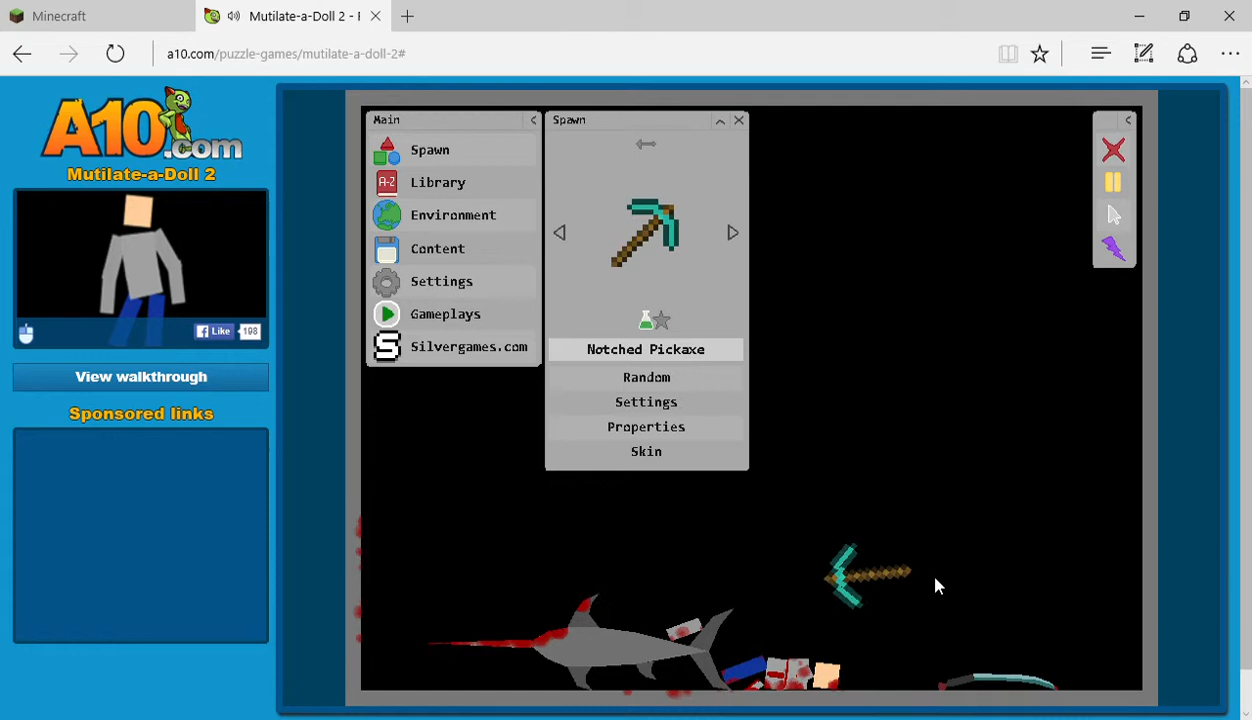 Minecraft
Mutilate-a-Doll 2 - F
a10.com/puzzle-games/mutilate-a-doll-2#
A10
.com
Mutilate-a-Doll 2
Like 198
View walkthrough
Sponsored links
Main
A-Z
Spawn
Library
Environment
Content
Settings
Gameplays
S
Silvergames.com
Spawn
Notched Pickaxe
Random
Settings
Properties
Skin